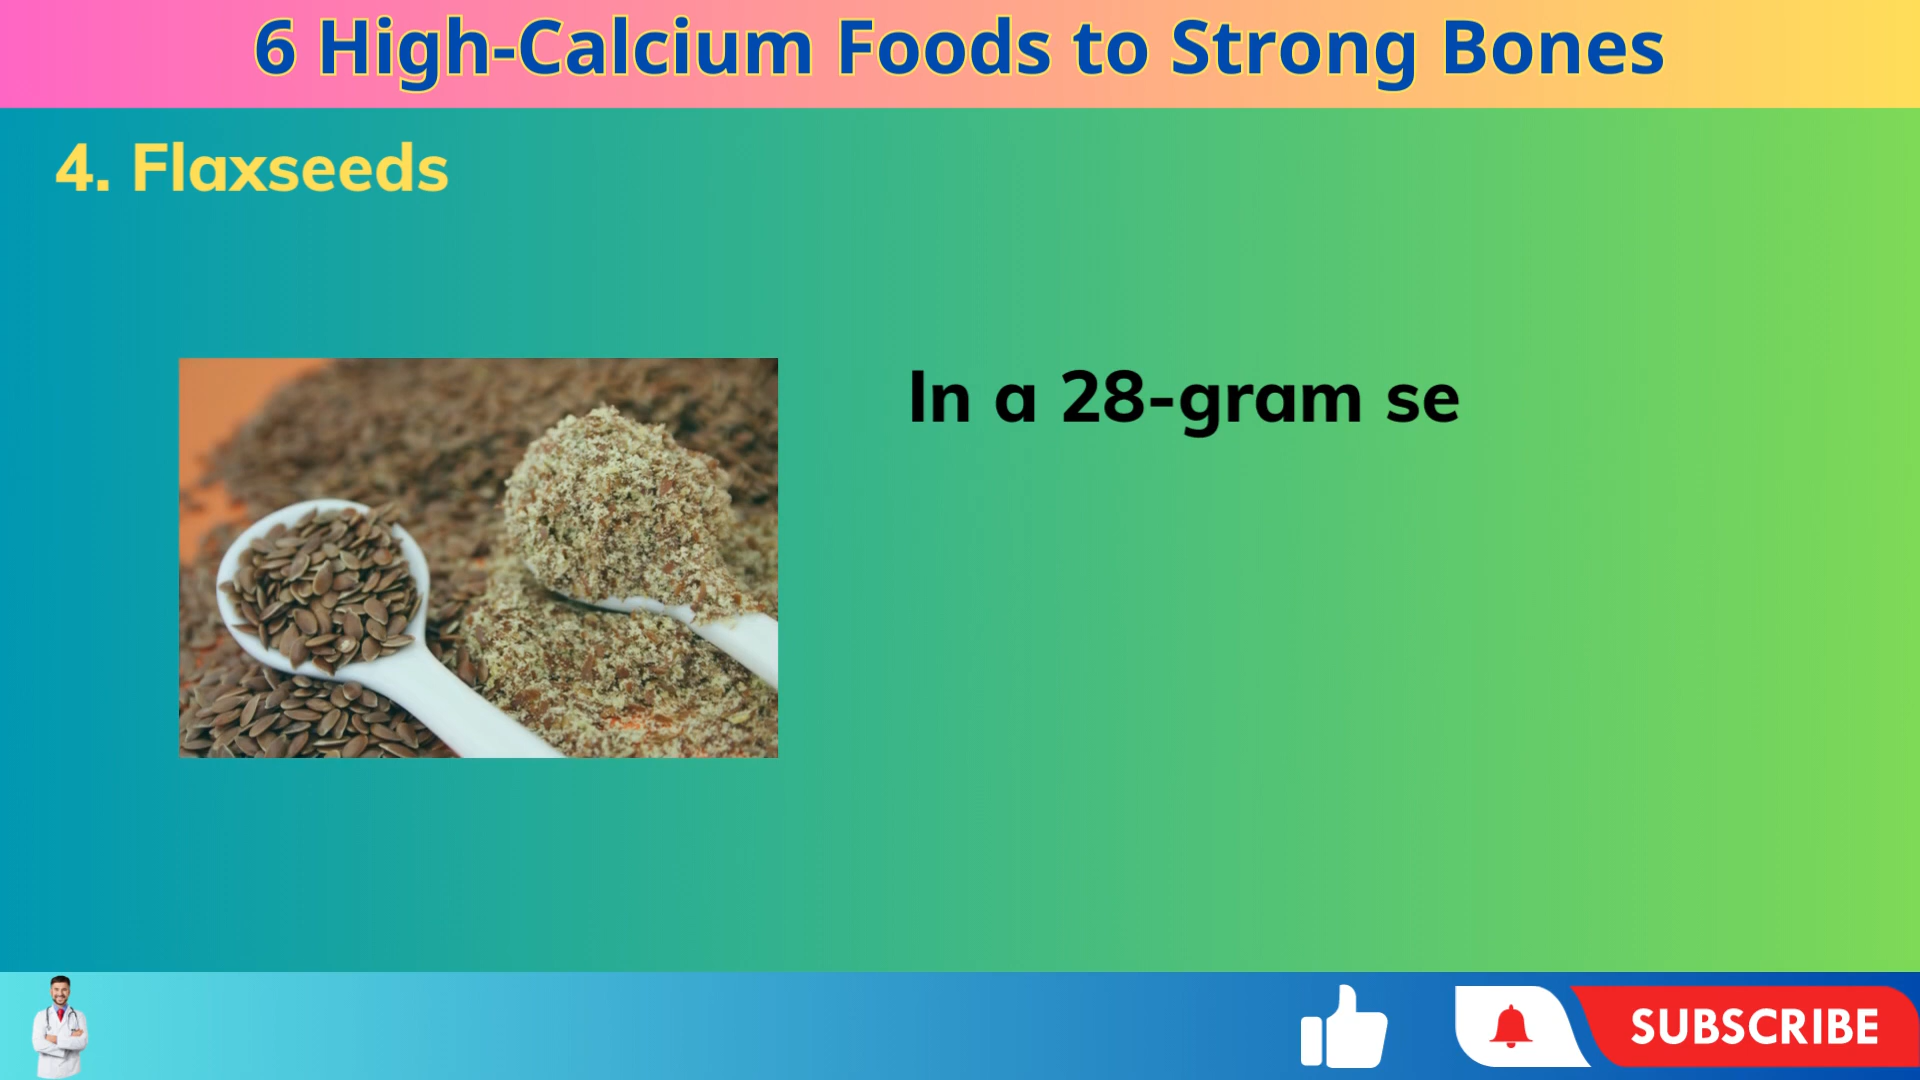 6 High-Calcium Foods to Strong Bones
4. Flaxseeds
In a 28-gram se
SUBSCRIBE